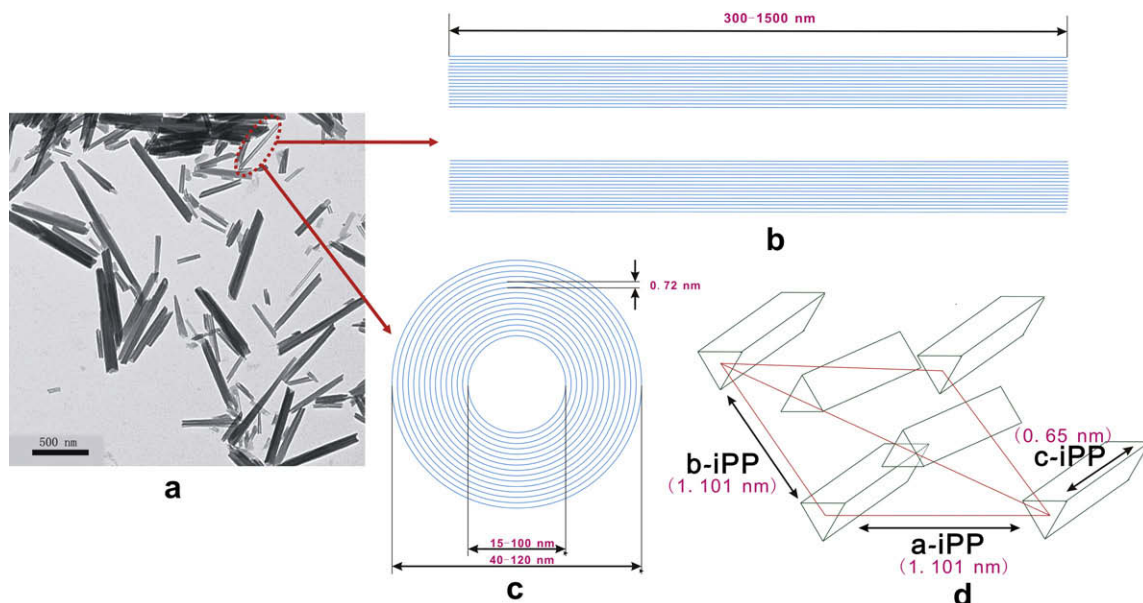 300-1500 nm
b
500 nm
a
0.72 nm
15-100 nm
40-120 nm
c
b-iPP
(1.101 nm)
(0.65 nm)
c-iPP
a-iPP
(1.101 nm)
d